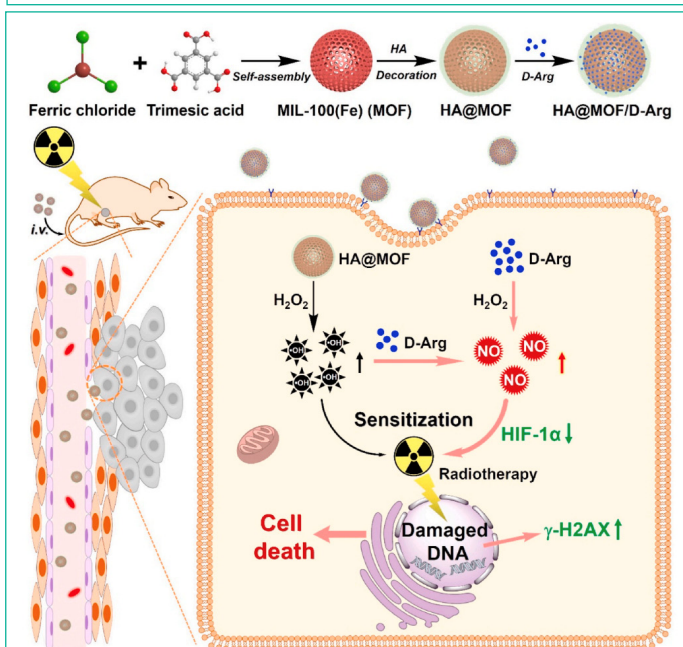 HA
D-Arg
Self-assembly
Decoration
Ferric chloride
Trimesic acid
MIL-100(Fe) (MOF)
HA@MOF
HA@MOF/D-Arg
i.v.
HA@MOF
D-Arg
H₂O₂
H₂O₂
•OH
•OH
•OH
•OH
D-Arg
NO
NO
NO
Sensitization
HIF-1α
Radiotherapy
Cell
death
Damaged
DNA
γ-H2AX